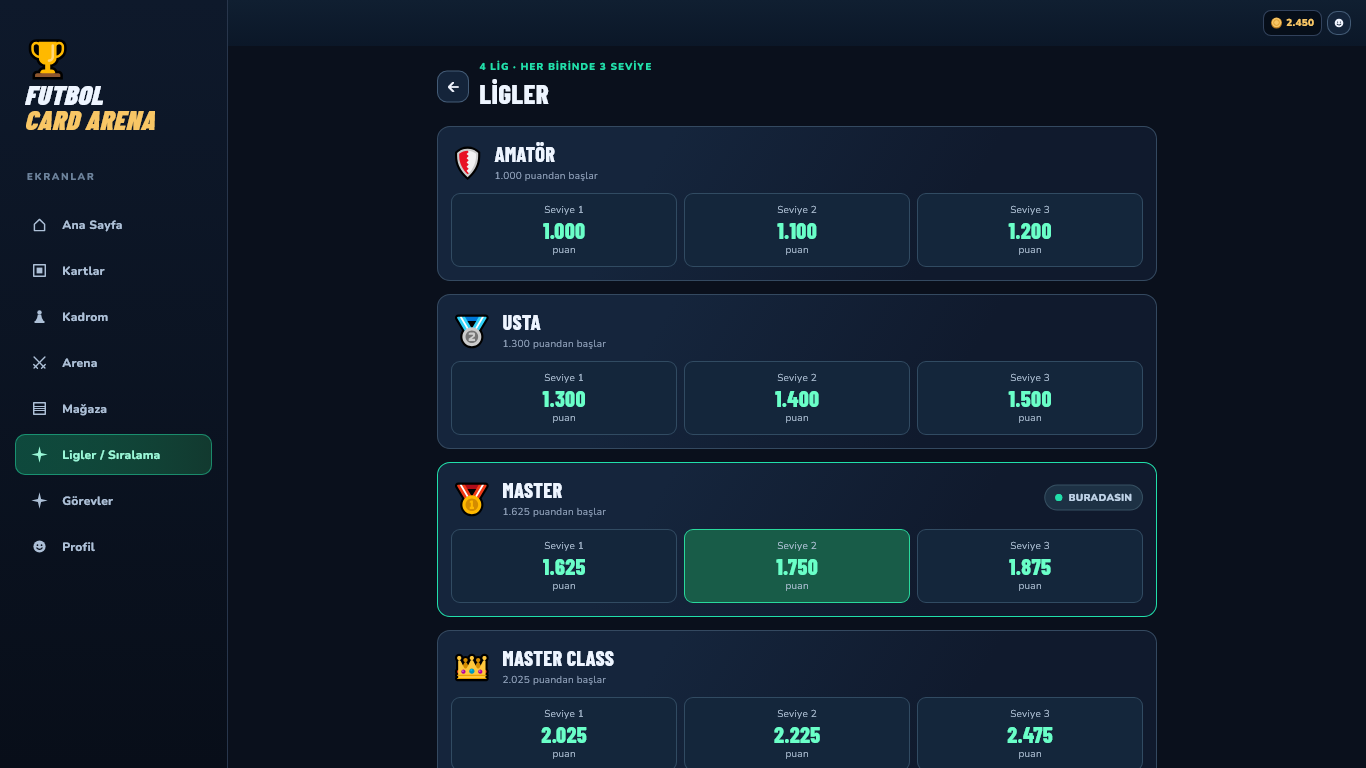 FUTBOL
CARD ARENA
EKRANLAR
Ana Sayfa
Kartlar
Kadrom
Arena
Mağaza
Ligler / Sıralama
Görevler
Profil
2.450
4 LİG · HER BİRİNDE 3 SEVİYE
LİGLER
AMATÖR
1.000 puandan başlar
Seviye 1
1.000
puan
Seviye 2
1.100
puan
Seviye 3
1.200
puan
2
USTA
1.300 puandan başlar
Seviye 1
1.300
puan
Seviye 2
1.400
puan
Seviye 3
1.500
puan
1
MASTER
1.625 puandan başlar
BURADASIN
Seviye 1
1.625
puan
Seviye 2
1.750
puan
Seviye 3
1.875
puan
MASTER CLASS
2.025 puandan başlar
Seviye 1
2.025
puan
Seviye 2
2.225
puan
Seviye 3
2.475
puan